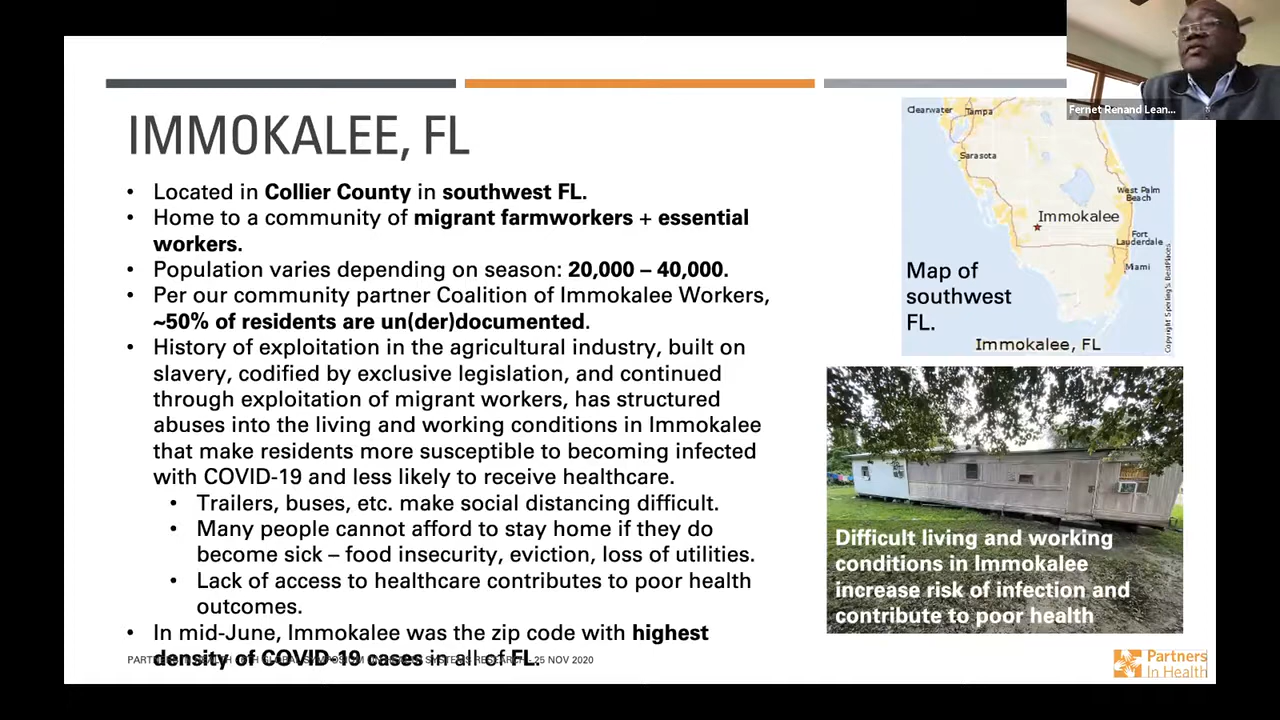 Fernet Renand Lean...
IMMOKALEE, FL
• Located in Collier County in southwest FL.
• Home to a community of migrant farmworkers + essential
workers.
• Population varies depending on season: 20,000 – 40,000.
• Per our community partner Coalition of Immokalee Workers,
~50% of residents are un(der)documented.
• History of exploitation in the agricultural industry, built on
slavery, codified by exclusive legislation, and continued
through exploitation of migrant workers, has structured
abuses into the living and working conditions in Immokalee
that make residents more susceptible to becoming infected
with COVID-19 and less likely to receive healthcare.
• Trailers, buses, etc. make social distancing difficult.
• Many people cannot afford to stay home if they do
become sick – food insecurity, eviction, loss of utilities.
• Lack of access to healthcare contributes to poor health
outcomes.
• In mid-June, Immokalee was the zip code with highest
density of COVID-19 cases in all of FL.
25 NOV 2020
Clearwater
Tampa
Sarasota
West Palm
Beach
Immokalee
Fort
Lauderdale
Miami
Map of
southwest
FL.
Immokalee, FL
Copyright Sperling's BestPlaces
Difficult living and working
conditions in Immokalee
increase risk of infection and
contribute to poor health
Partners
In Health